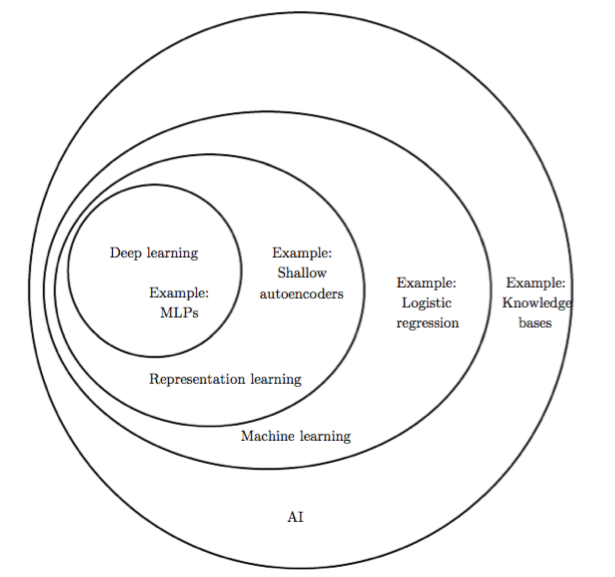 Deep learning
Example:
MLPs
Example:
Shallow
autoencoders
Example:
Logistic
regression
Example:
Knowledge
bases
Representation learning
Machine learning
AI